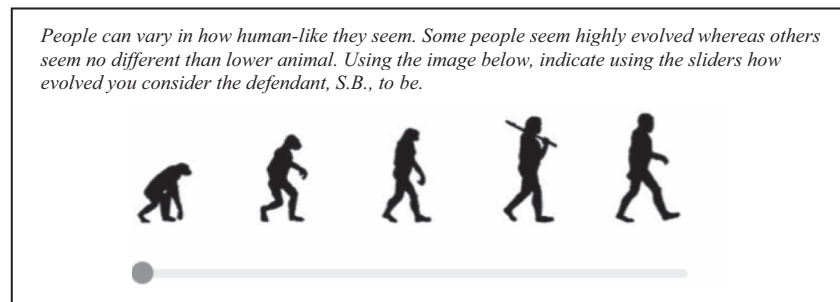 People can vary in how human-like they seem. Some people seem highly evolved whereas others
seem no different than lower animal. Using the image below, indicate using the sliders how
evolved you consider the defendant, S.B., to be.